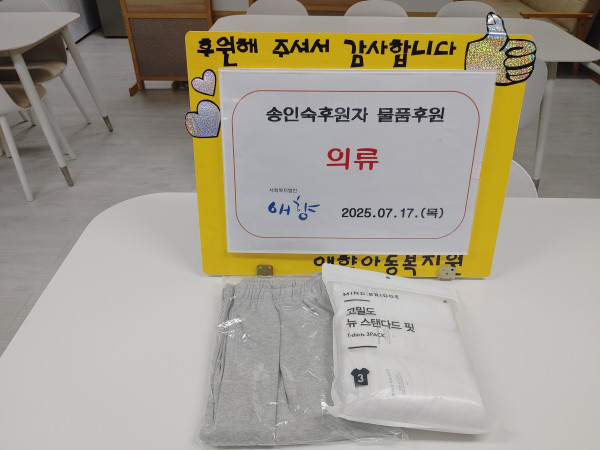 후원해 주셔서 감사합니다
송인숙후원자 물품후원
의류
사회복지법인
애향
2025.07.17.(목)
애향아동복지원
MIND BRIDGE
고밀도
뉴 스탠다드 핏
T-shirts 3PACK
3